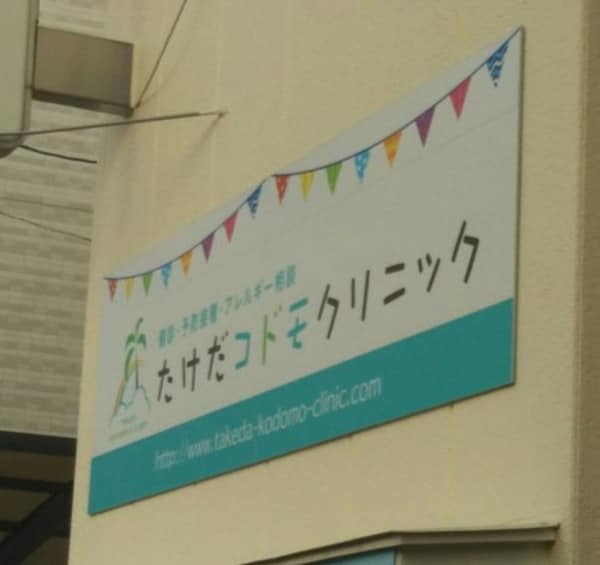 健診・予防接種・アレルギー相談
たけだコドモクリニック
http://www.takeda-kodomo-clinic.com